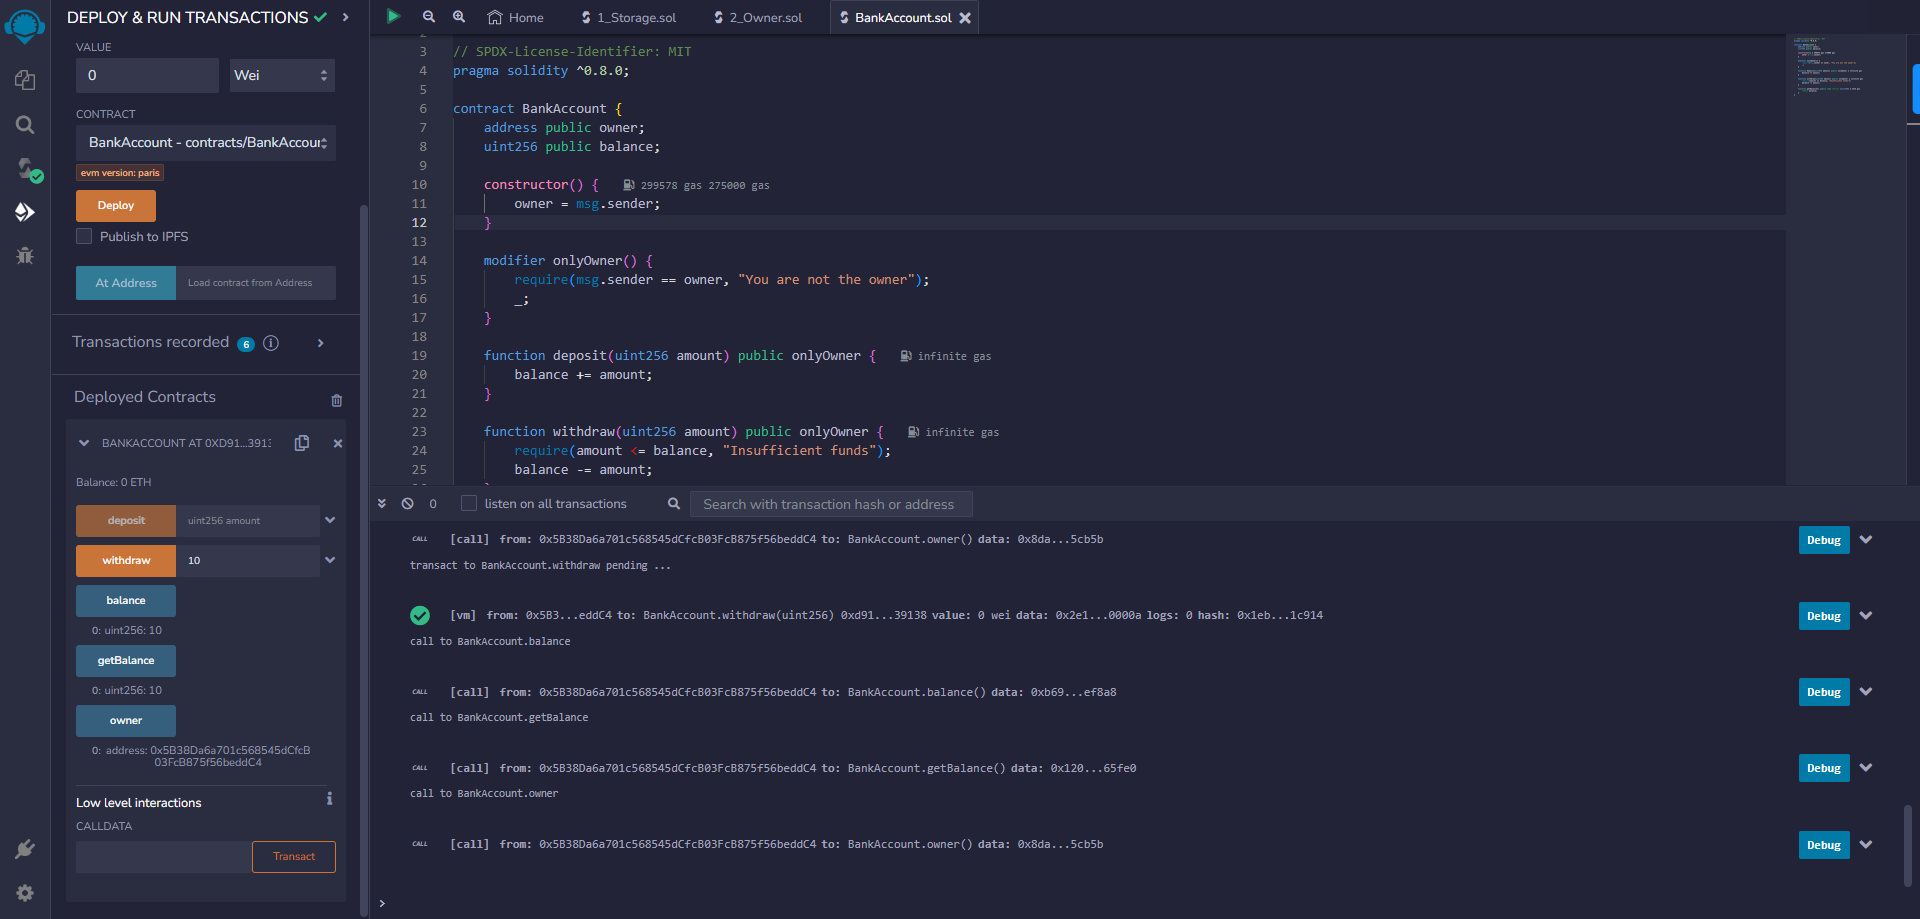 DEPLOY & RUN TRANSACTIONS
VALUE
0
Wei
CONTRACT
BankAccount - contracts/BankAccour
evm version: paris
Deploy
Publish to IPFS
At Address
Load contract from Address
Transactions recorded 6 i
Deployed Contracts
BANKACCOUNT AT 0XD91...3913
Balance: 0 ETH
deposit uint256 amount
withdraw 10
balance
0: uint256: 10
getBalance
0: uint256: 10
owner
0: address: 0x5B38Da6a701c568545dCfcB
03FcB875f56beddC4
Low level interactions i
CALLDATA
Transact
Home 1_Storage.sol 2_Owner.sol BankAccount.sol
3 // SPDX-License-Identifier: MIT
4 pragma solidity ^0.8.0;
5
6 contract BankAccount {
7 address public owner;
8 uint256 public balance;
9
10 constructor() { 299578 gas 275000 gas
11 owner = msg.sender;
12 }
13
14 modifier onlyOwner() {
15 require(msg.sender == owner, "You are not the owner");
16 _;
17 }
18
19 function deposit(uint256 amount) public onlyOwner { infinite gas
20 balance += amount;
21 }
22
23 function withdraw(uint256 amount) public onlyOwner { infinite gas
24 require(amount <= balance, "Insufficient funds");
25 balance -= amount;
0 listen on all transactions Search with transaction hash or address
CALL [call] from: 0x5B38Da6a701c568545dCfcB03FcB875f56beddC4 to: BankAccount.owner() data: 0x8da...5cb5b Debug
transact to BankAccount.withdraw pending ...
[vm] from: 0x5B3...eddC4 to: BankAccount.withdraw(uint256) 0xd91...39138 value: 0 wei data: 0x2e1...0000a logs: 0 hash: 0x1eb...1c914 Debug
call to BankAccount.balance
CALL [call] from: 0x5B38Da6a701c568545dCfcB03FcB875f56beddC4 to: BankAccount.balance() data: 0xb69...ef8a8 Debug
call to BankAccount.getBalance
CALL [call] from: 0x5B38Da6a701c568545dCfcB03FcB875f56beddC4 to: BankAccount.getBalance() data: 0x120...65fe0 Debug
call to BankAccount.owner
CALL [call] from: 0x5B38Da6a701c568545dCfcB03FcB875f56beddC4 to: BankAccount.owner() data: 0x8da...5cb5b Debug
>